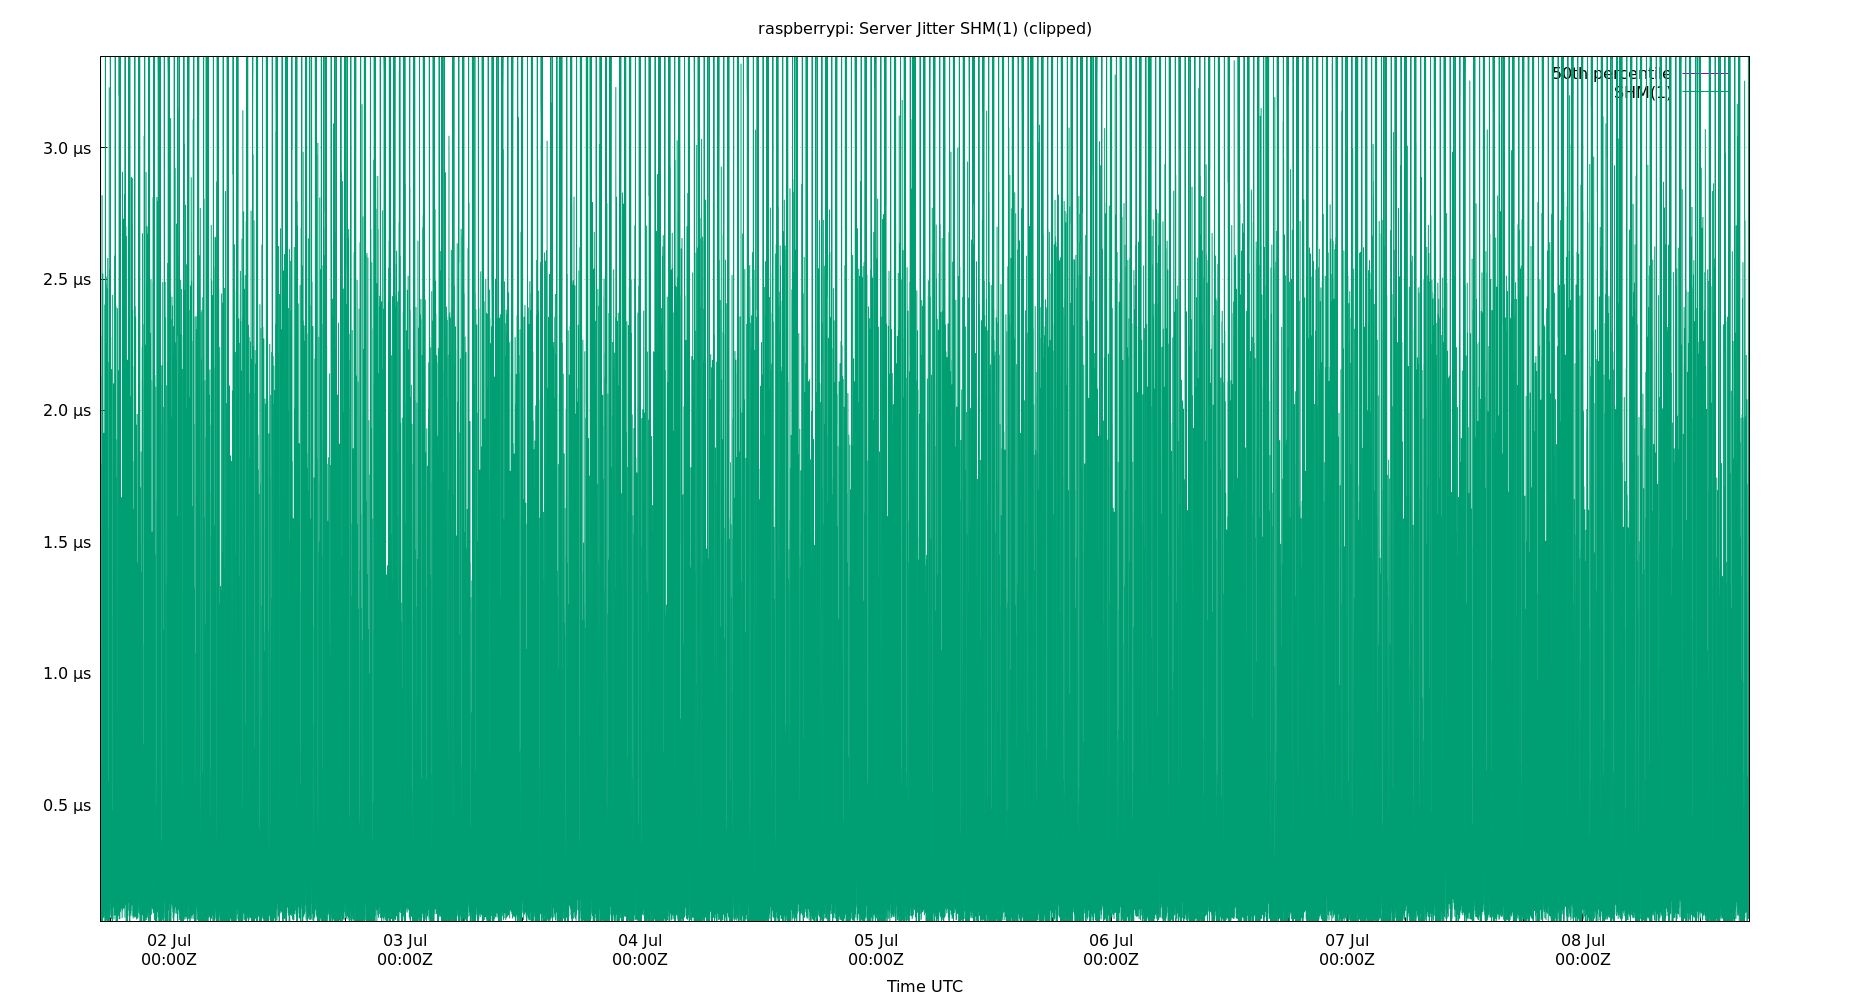 raspberrypi: Server Jitter SHM(1) (clipped)
50th percentile
SHM(1)
3.0 µs
2.5 µs
2.0 µs
1.5 µs
1.0 µs
0.5 µs
02 Jul 03 Jul 04 Jul 05 Jul 06 Jul 07 Jul 08 Jul
00:00Z 00:00Z 00:00Z 00:00Z 00:00Z 00:00Z 00:00Z
Time UTC